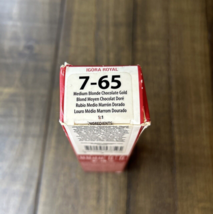 IGORA ROYAL
7-65
Medium Blonde Chocolate Gold
Blond Moyen Chocolat Doré
Rubio Medio Marrón Dorado
Louro Médio Marrom Dourado
1/1
INGREDIENTS